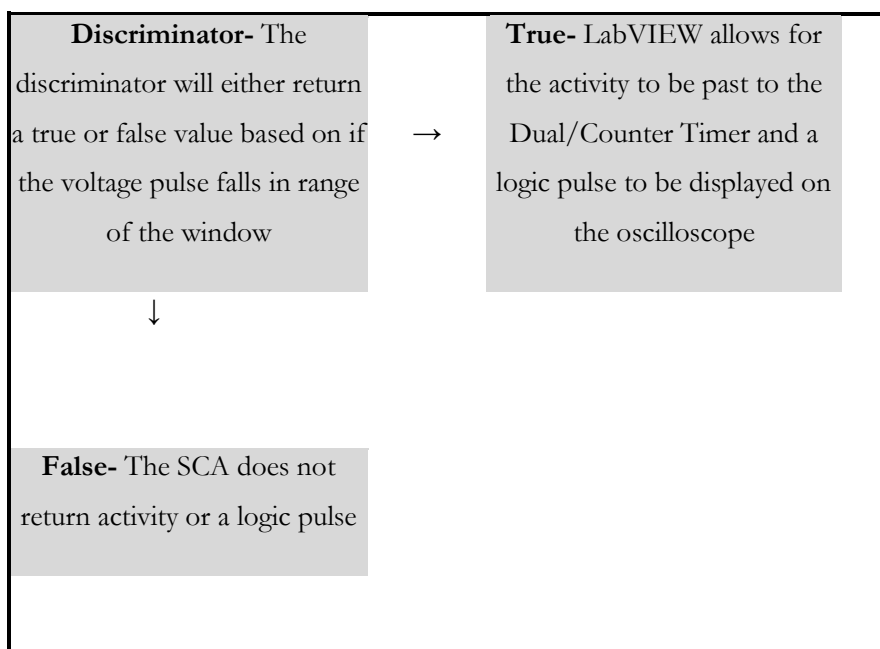 Discriminator- The
discriminator will either return
a true or false value based on if
the voltage pulse falls in range
of the window
→
True- LabVIEW allows for
the activity to be past to the
Dual/Counter Timer and a
logic pulse to be displayed on
the oscilloscope
↓
False- The SCA does not
return activity or a logic pulse